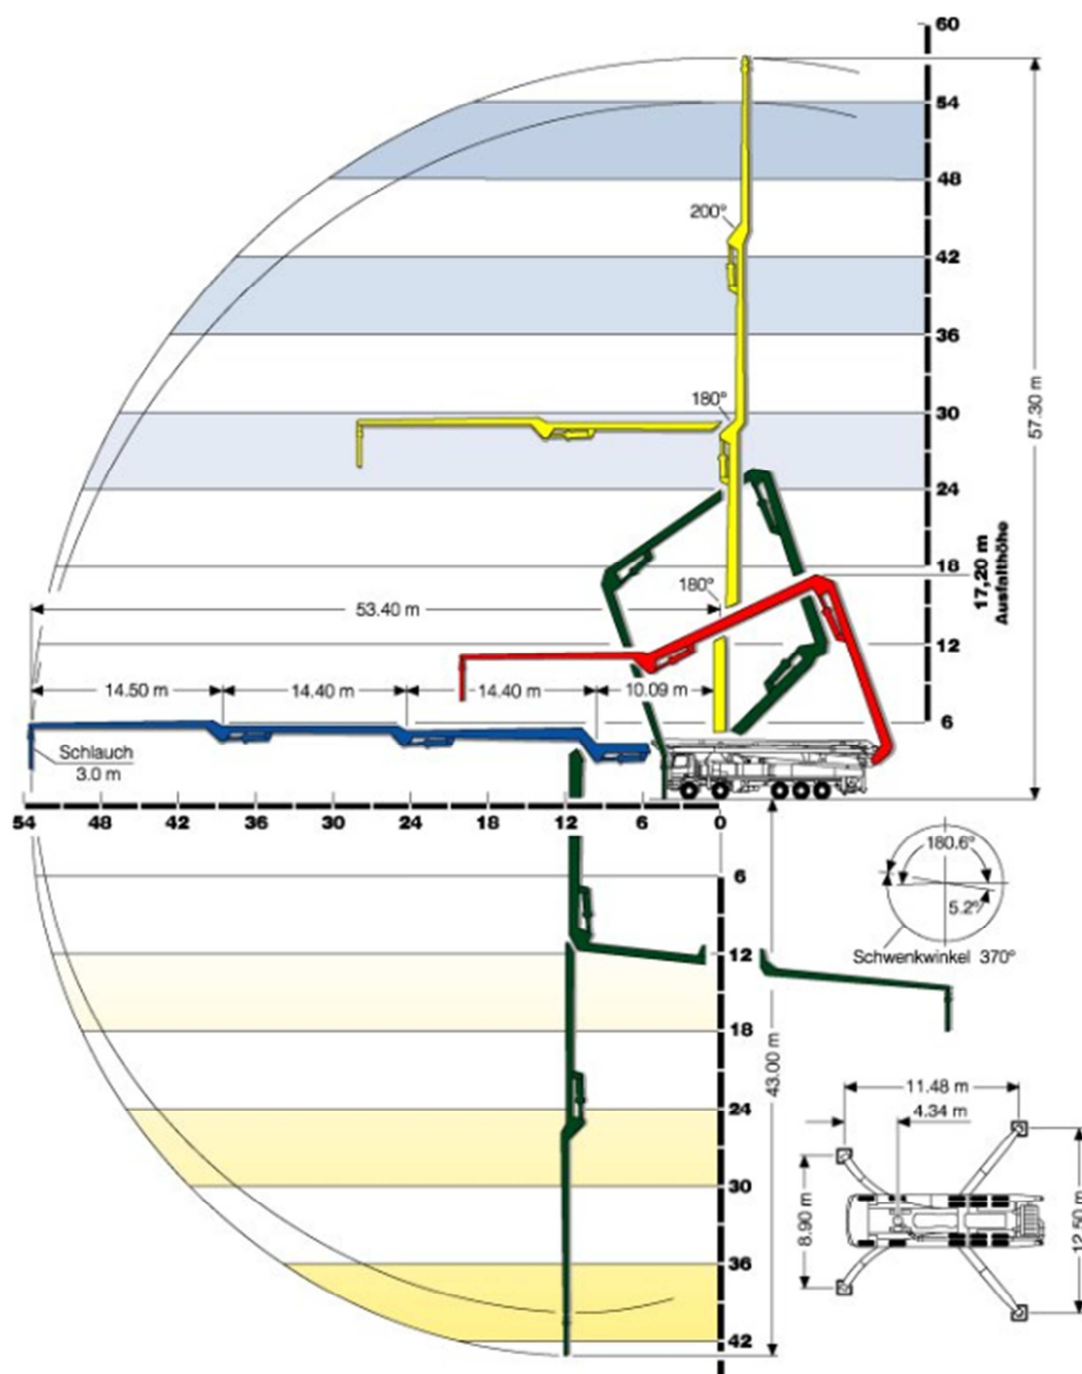 60
54
48
200°
42
36
57.30 m
180°
30
24
17,20 m
Ausfalthöhe
18
180°
53.40 m
12
14.50 m
14.40 m
14.40 m
10.09 m
6
Schlauch
3.0 m
54 48 42 36 30 24 18 12 6 0
180.6°
6
5.2°
Schwenkwinkel 370°
12
18
43.00 m
11.48 m
4.34 m
24
30
8.90 m
12.50 m
36
42